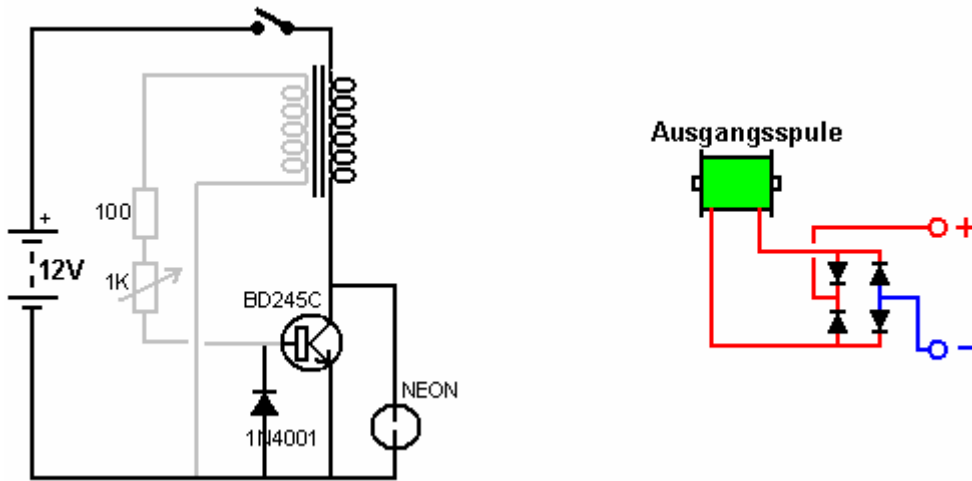 Ausgangsspule
100
+
12V
1K
BD245C
NEON
1N4001
+
−